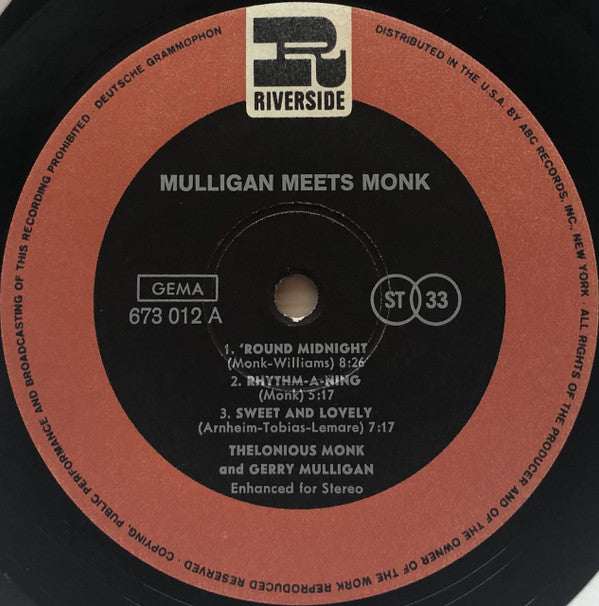 R
RIVERSIDE
MULLIGAN MEETS MONK
GEMA
673 012 A
ST 33
1. 'ROUND MIDNIGHT
(Monk-Williams) 8:26
2. RHYTHM-A-NING
(Monk) 5:17
3. SWEET AND LOVELY
(Arnheim-Tobias-Lemare) 7:17
THELONIOUS MONK
and GERRY MULLIGAN
Enhanced for Stereo
DISTRIBUTED IN THE U.S.A. BY ABC RECORDS, INC., NEW YORK · ALL RIGHTS OF THE PRODUCER AND OF THE OWNER OF THE WORK REPRODUCED RESERVED · COPYING, PUBLIC PERFORMANCE AND BROADCASTING OF THIS RECORDING PROHIBITED · DEUTSCHE GRAMMOPHON